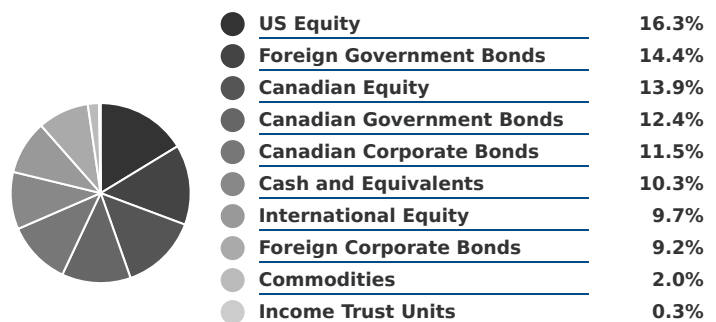 US Equity 16.3%
Foreign Government Bonds 14.4%
Canadian Equity 13.9%
Canadian Government Bonds 12.4%
Canadian Corporate Bonds 11.5%
Cash and Equivalents 10.3%
International Equity 9.7%
Foreign Corporate Bonds 9.2%
Commodities 2.0%
Income Trust Units 0.3%